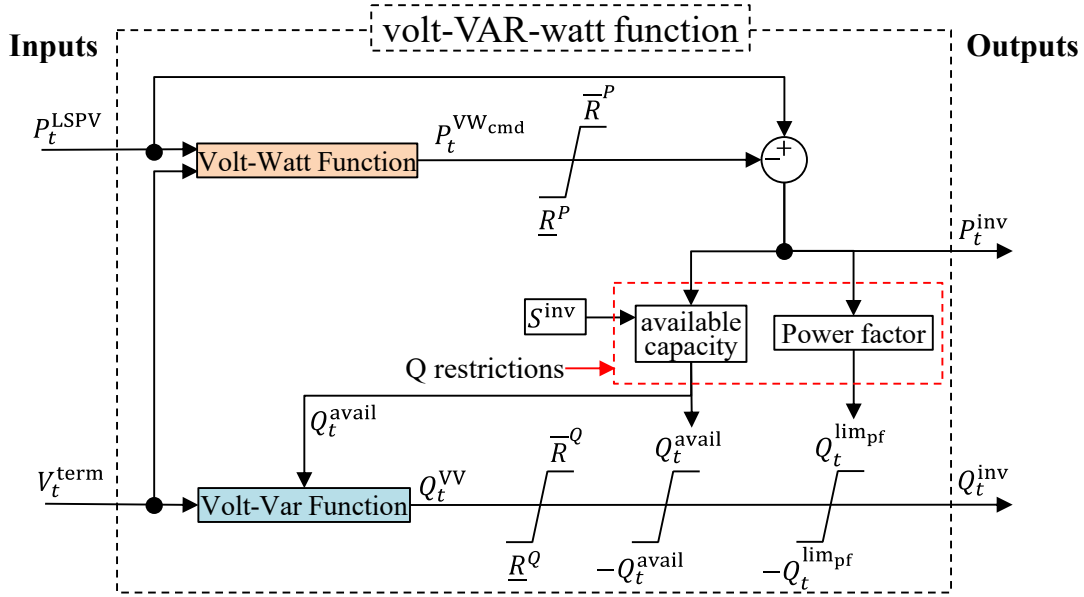 volt-VAR-watt function
Inputs
Outputs
P_t^LSPV
Volt-Watt Function
P_t^VW_cmd
R̅^P
R̲^P
− +
P_t^inv
S^inv
available
capacity
Power factor
Q restrictions
Q_t^avail
Q_t^avail
Q_t^lim_pf
V_t^term
Volt-Var Function
Q_t^VV
R̅^Q
R̲^Q
−Q_t^avail
−Q_t^lim_pf
Q_t^inv